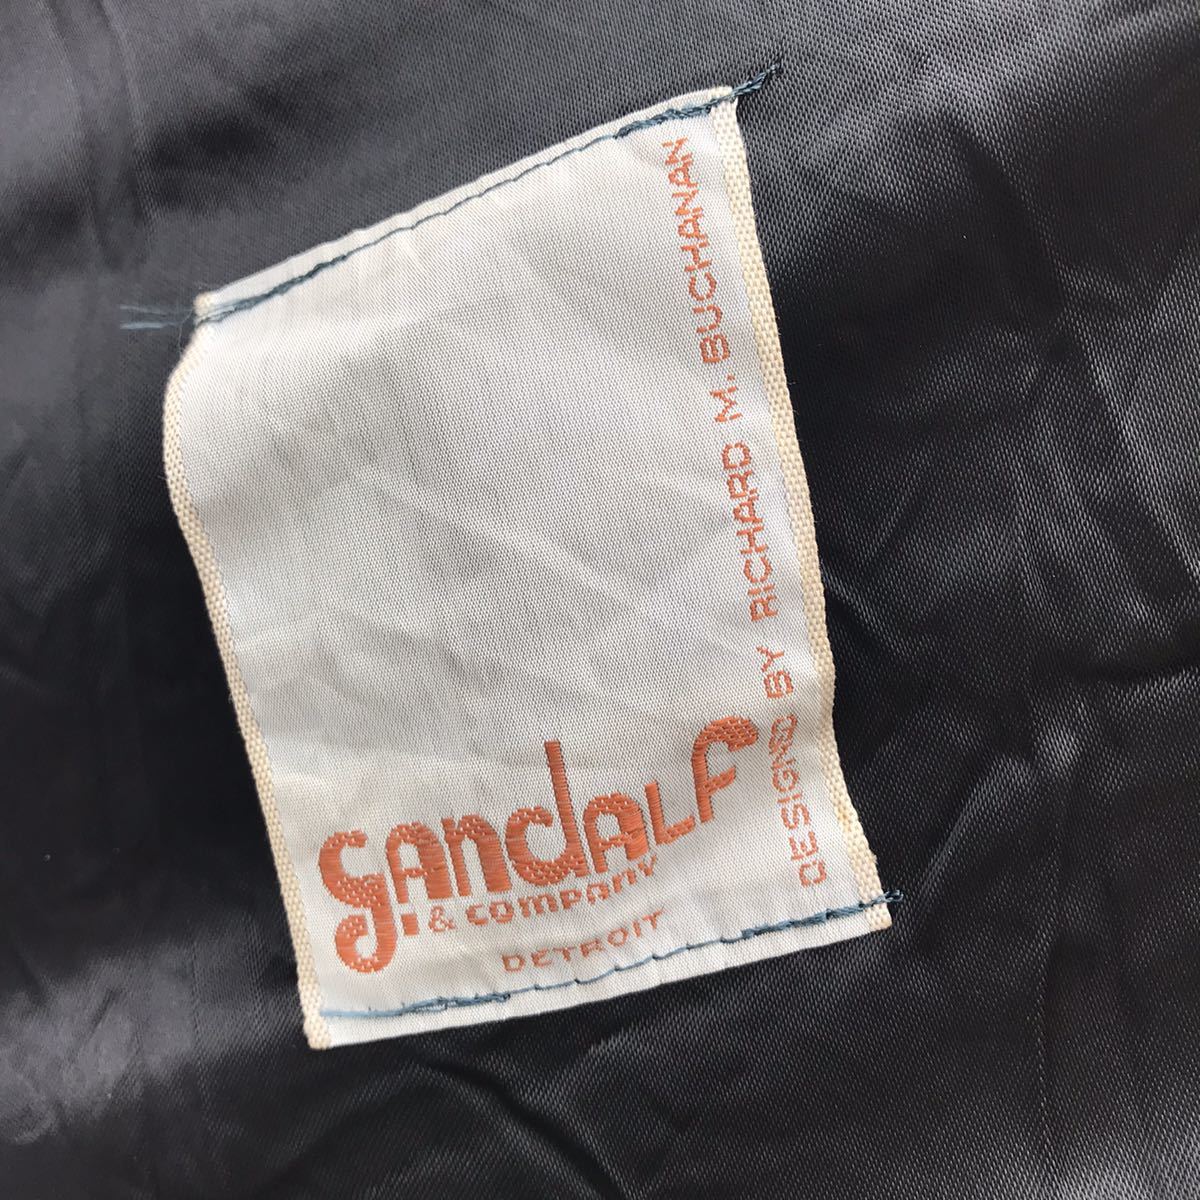 gandalf
& company
DETROIT
DESIGNED BY RICHARD M. BUCHANAN